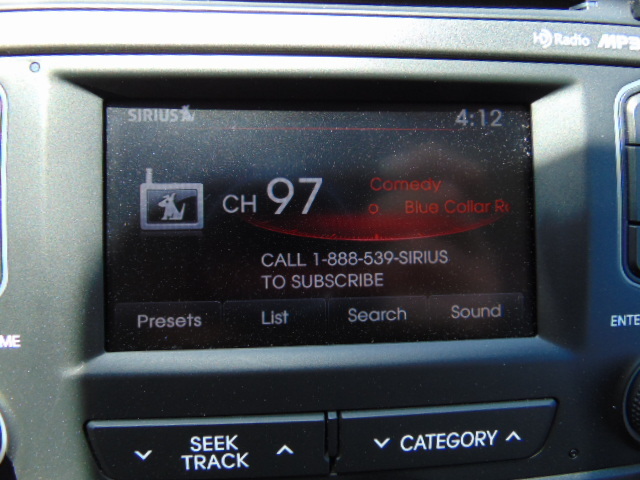 HD Radio MP3
SIRIUS
4:12
CH 97
Comedy
Blue Collar
CALL 1-888-539-SIRIUS
TO SUBSCRIBE
Presets List Search Sound
SEEK
TRACK
CATEGORY